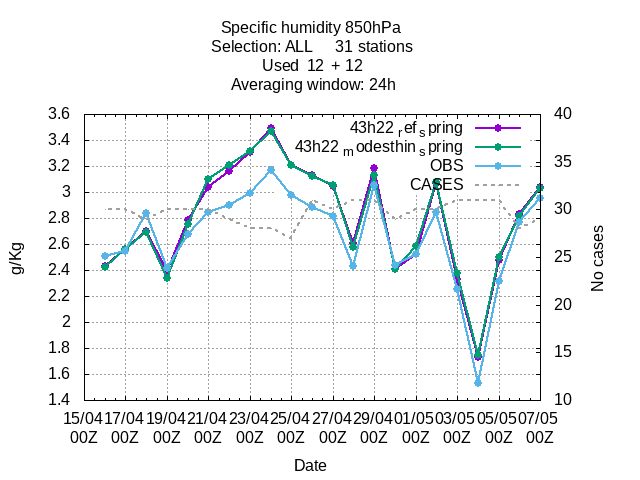 Specific humidity 850hPa
Selection: ALL 31 stations
Used 12 + 12
Averaging window: 24h
43h22refspring
43h22modesthinspring
OBS
CASES
3.6
3.4
3.2
3
2.8
2.6
2.4
2.2
2
1.8
1.6
1.4
g/Kg
40
35
30
25
20
15
10
No cases
15/04 17/04 19/04 21/04 23/04 25/04 27/04 29/04 01/05 03/05 05/05 07/05
00Z 00Z 00Z 00Z 00Z 00Z 00Z 00Z 00Z 00Z 00Z 00Z
Date